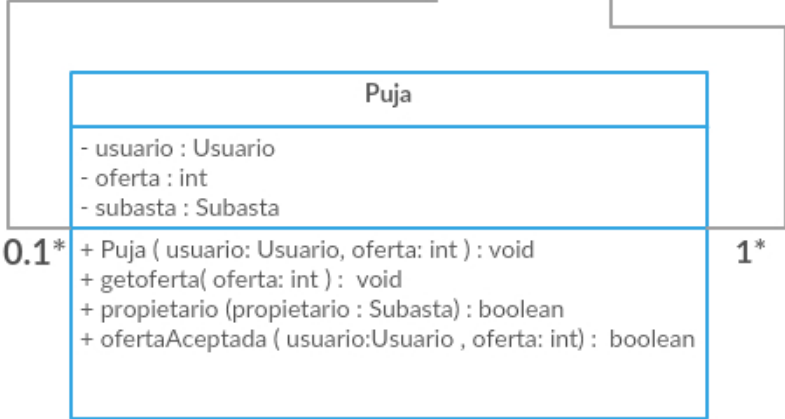 Puja
- usuario : Usuario
- oferta : int
- subasta : Subasta
0.1*
+ Puja ( usuario: Usuario, oferta: int ) : void
1*
+ getoferta( oferta: int ) :  void
+ propietario (propietario : Subasta) : boolean
+ ofertaAceptada ( usuario:Usuario , oferta: int) :  boolean